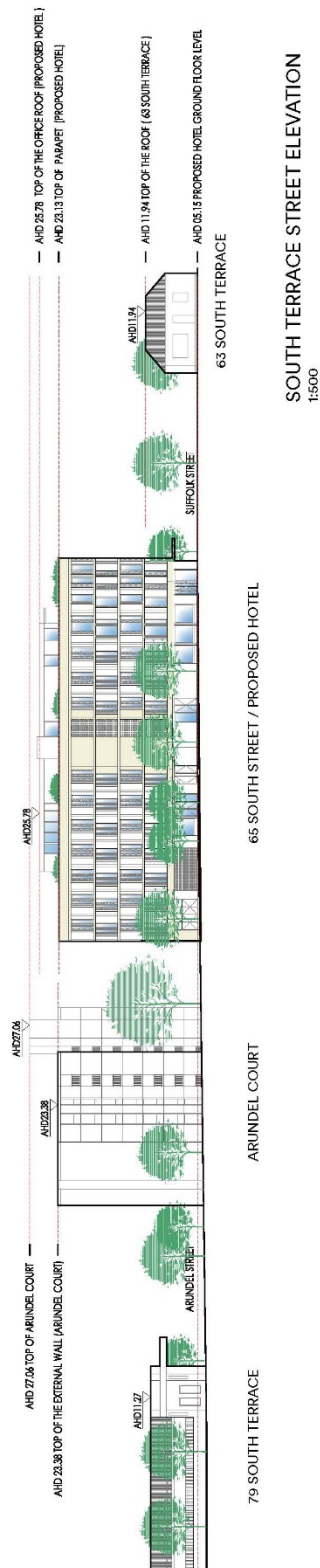 AHD 27.06 TOP OF ARUNDEL COURT
AHD 23.38 TOP OF THE EXTERNAL WALL (ARUNDEL COURT)
AHD11.27
ARUNDEL STREET
AHD23.38
AHD27.06
AHD25.78
SUFFOLK STREET
AHD11.94
AHD 25.78 TOP OF THE OFFICE ROOF (PROPOSED HOTEL)
AHD 23.13 TOP OF PARAPET (PROPOSED HOTEL)
AHD 11.94 TOP OF THE ROOF ( 63 SOUTH TERRACE)
AHD 05.15 PROPOSED HOTEL GROUND FLOOR LEVEL
79 SOUTH TERRACE
ARUNDEL COURT
65 SOUTH STREET / PROPOSED HOTEL
63 SOUTH TERRACE
SOUTH TERRACE STREET ELEVATION
1:500